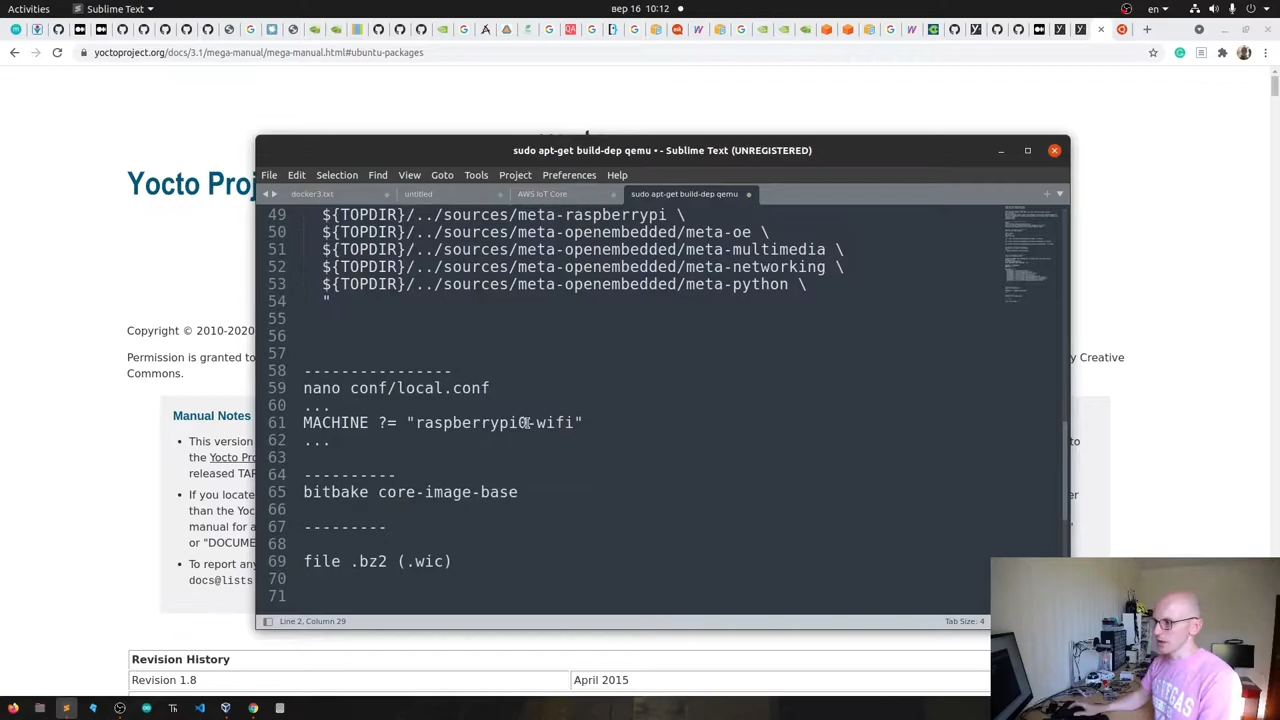 Activities
Sublime Text
вер 16 10:12
en
yoctoproject.org/docs/3.1/mega-manual/mega-manual.html#ubuntu-packages
sudo apt-get build-dep qemu • - Sublime Text (UNREGISTERED)
File Edit Selection Find View Goto Tools Project Preferences Help
docker3.txt
untitled
AWS IoT Core
sudo apt-get build-dep qemu
Yocto Proj
49 ${TOPDIR}/../sources/meta-raspberrypi \
50 ${TOPDIR}/../sources/meta-openembedded/meta-oe \
51 ${TOPDIR}/../sources/meta-openembedded/meta-multimedia \
52 ${TOPDIR}/../sources/meta-openembedded/meta-networking \
53 ${TOPDIR}/../sources/meta-openembedded/meta-python \
54 "
55
56
57
58 ----------------
59 nano conf/local.conf
60 ...
61 MACHINE ?= "raspberrypi0-wifi"
62 ...
63
64 ----------
65 bitbake core-image-base
66
67 ---------
68
69 file .bz2 (.wic)
70
71
Line 2, Column 29
Tab Size: 4
Copyright © 2010-2020
Permission is granted to
y Creative
Commons.
Manual Notes
This version
the Yocto Pro
released TAR
If you locate
than the Yoc
manual for a
or "DOCUME
To report any
docs@lists
to
er
Revision History
Revision 1.8
April 2015